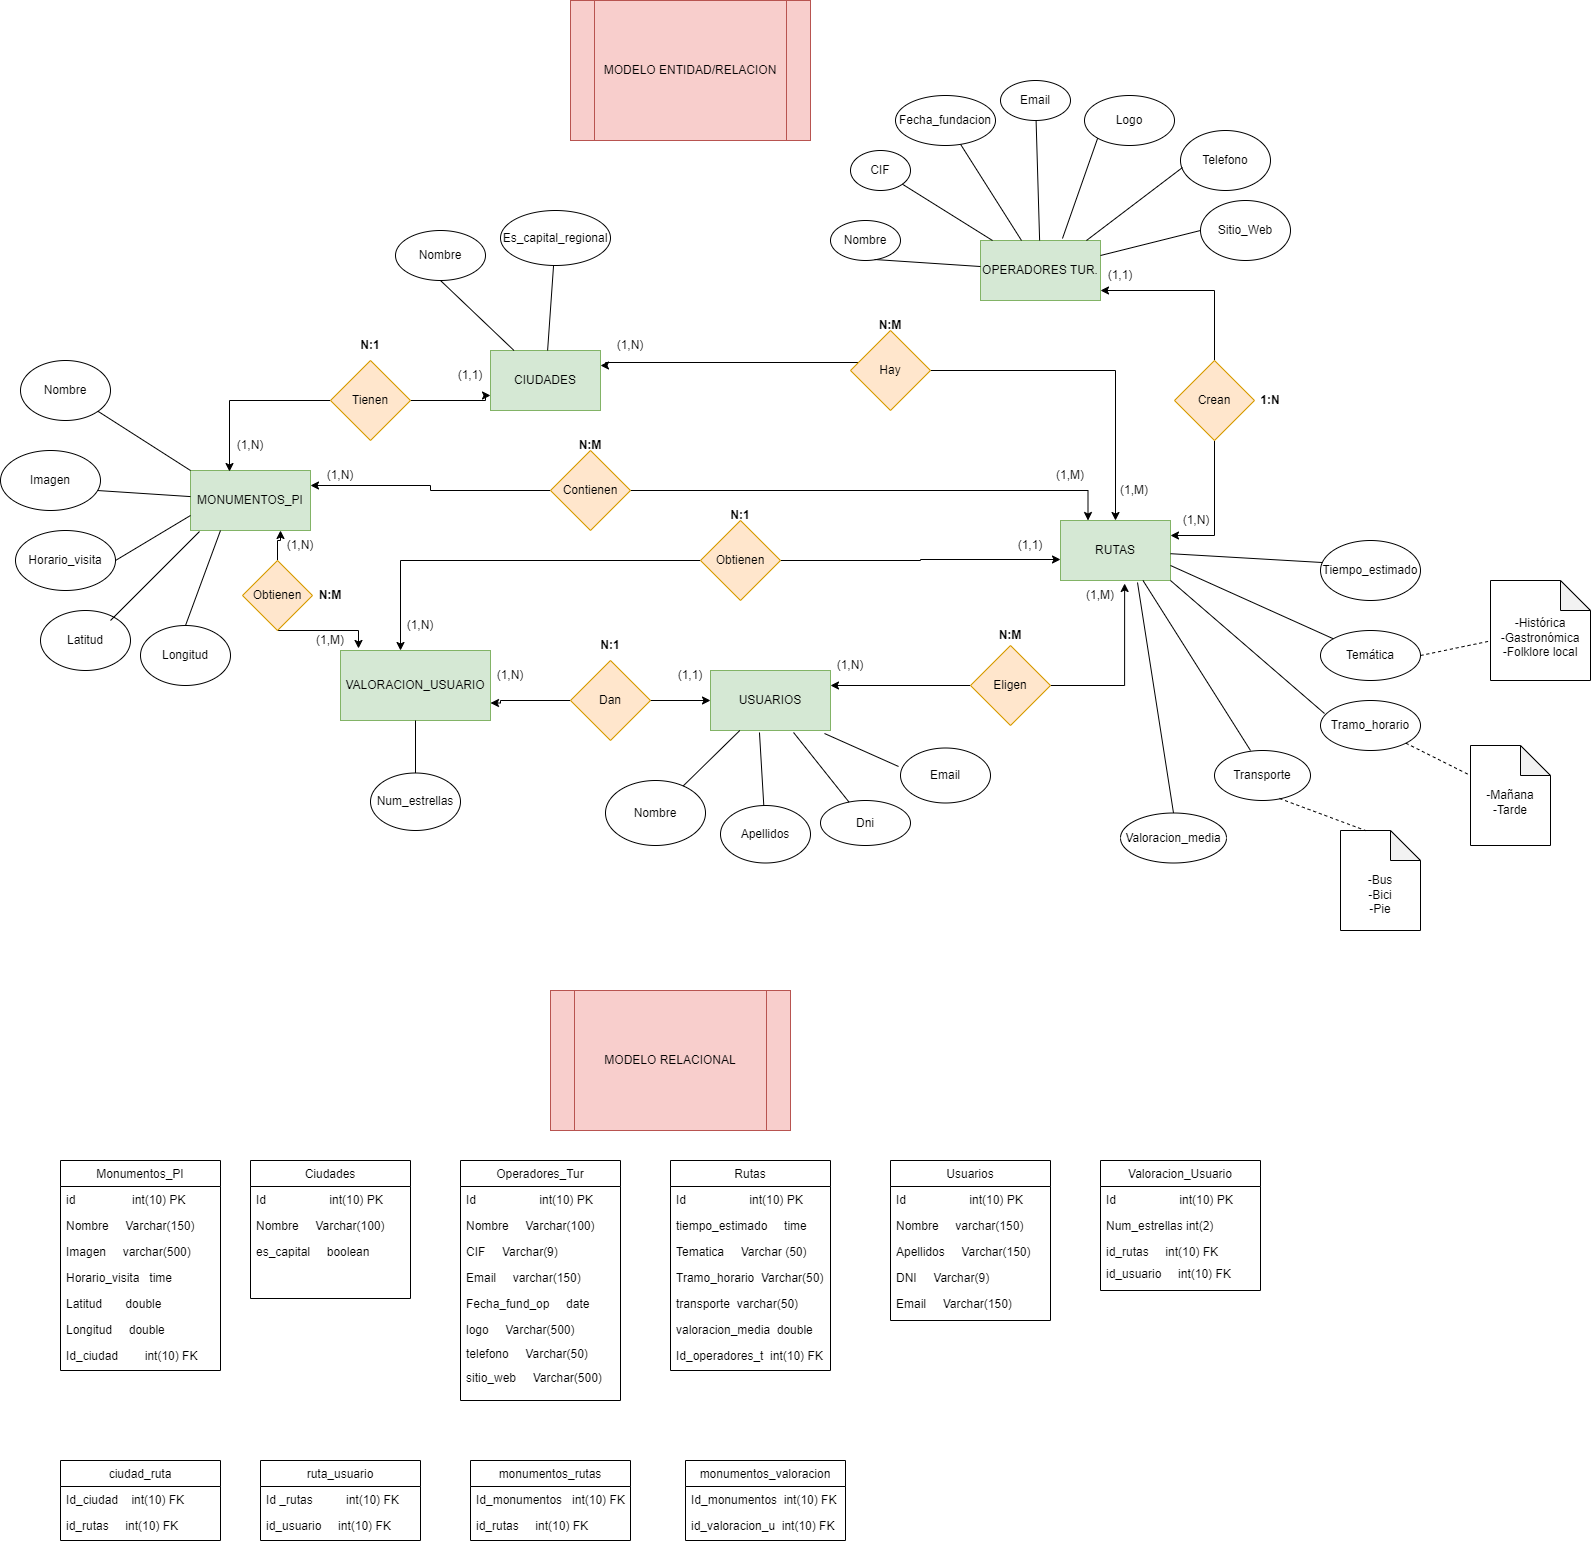 MODELO ENTIDAD/RELACION
Email
Fecha_fundacion
Logo
CIF
Telefono
Nombre
Sitio_Web
OPERADORES TUR.
(1,1)
Es_capital_regional
Nombre
N:M
N:1
(1,N)
Hay
(1,1)
CIUDADES
Nombre
Tienen
Crean
1:N
(1,N)
N:M
(1,N)
(1,M)
Imagen
Contienen
(1,M)
MONUMENTOS_PI
N:1
(1,N)
(1,N)
(1,1)
RUTAS
Horario_visita
Obtienen
Tiempo_estimado
Obtienen
N:M
(1,M)
-Histórica
-Gastronómica
-Folklore local
Latitud
(1,M)
(1,N)
N:1
N:M
Longitud
Temática
VALORACION_USUARIO
(1,N)
(1,1)
(1,N)
Dan
USUARIOS
Eligen
Tramo_horario
Num_estrellas
Nombre
Apellidos
Dni
Email
Transporte
-Mañana
-Tarde
Valoracion_media
-Bus
-Bici
-Pie
MODELO RELACIONAL
Monumentos_PI
id int(10) PK
Nombre Varchar(150)
Imagen varchar(500)
Horario_visita time
Latitud double
Longitud double
Id_ciudad int(10) FK
Ciudades
Id int(10) PK
Nombre Varchar(100)
es_capital boolean
Operadores_Tur
Id int(10) PK
Nombre Varchar(100)
CIF Varchar(9)
Email varchar(150)
Fecha_fund_op date
logo Varchar(500)
telefono Varchar(50)
sitio_web Varchar(500)
Rutas
Id int(10) PK
tiempo_estimado time
Tematica Varchar (50)
Tramo_horario Varchar(50)
transporte varchar(50)
valoracion_media double
Id_operadores_t int(10) FK
Usuarios
Id int(10) PK
Nombre varchar(150)
Apellidos Varchar(150)
DNI Varchar(9)
Email Varchar(150)
Valoracion_Usuario
Id int(10) PK
Num_estrellas int(2)
id_rutas int(10) FK
id_usuario int(10) FK
ciudad_ruta
Id_ciudad int(10) FK
id_rutas int(10) FK
ruta_usuario
Id _rutas int(10) FK
id_usuario int(10) FK
monumentos_rutas
Id_monumentos int(10) FK
id_rutas int(10) FK
monumentos_valoracion
Id_monumentos int(10) FK
id_valoracion_u int(10) FK